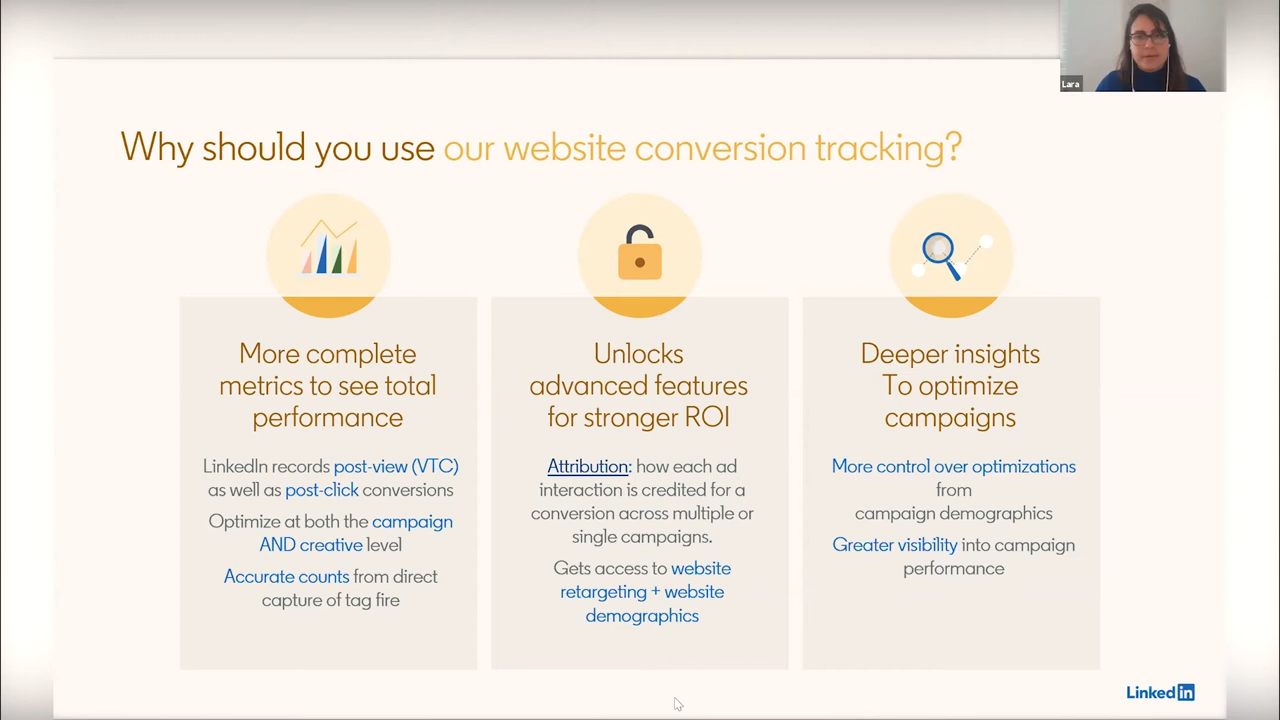 Lara
Why should you use our website conversion tracking?
More complete
metrics to see total
performance
LinkedIn records post-view (VTC)
as well as post-click conversions
Optimize at both the campaign
AND creative level
Accurate counts from direct
capture of tag fire
Unlocks
advanced features
for stronger ROI
Attribution: how each ad
interaction is credited for a
conversion across multiple or
single campaigns.
Gets access to website
retargeting + website
demographics
Deeper insights
To optimize
campaigns
More control over optimizations
from
campaign demographics
Greater visibility into campaign
performance
Linked in